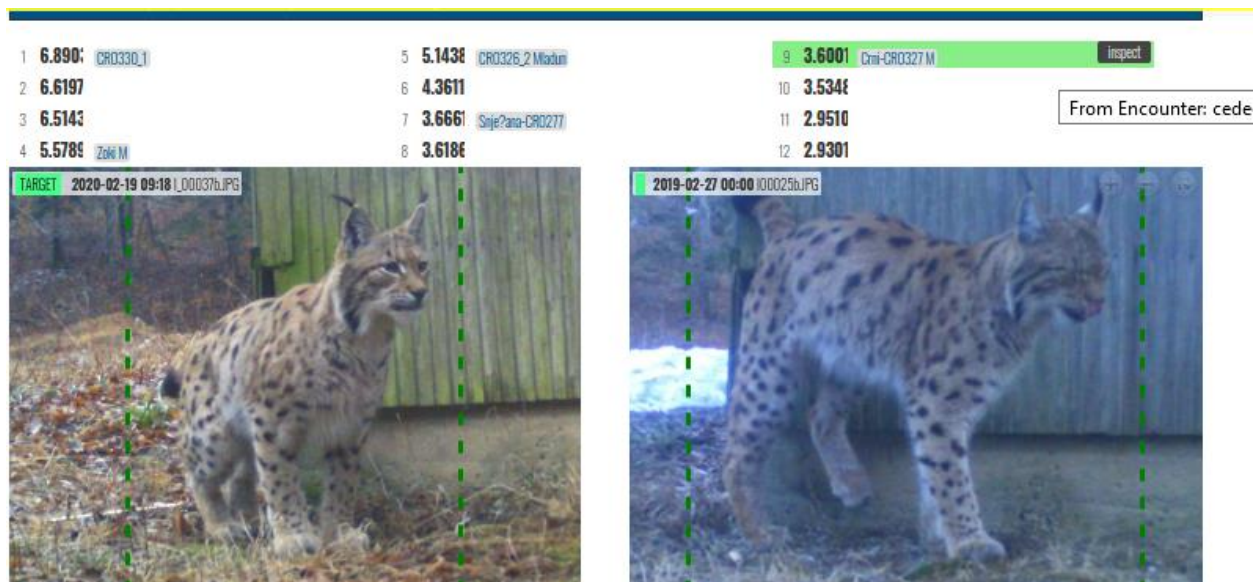 1 6.890 CRO330_1
2 6.6197
3 6.5143
4 5.5789 Zoki M
5 5.1438 CRO326_2 Mladun
6 4.3611
7 3.6661 Snje?ana-CRO277
8 3.6186
9 3.6001 Crni-CRO327 M inspect
10 3.5348
11 2.9510
12 2.9301
From Encounter: cede
TARGET 2020-02-19 09:18 I_00037b.JPG
2019-02-27 00:00 I00025b.JPG